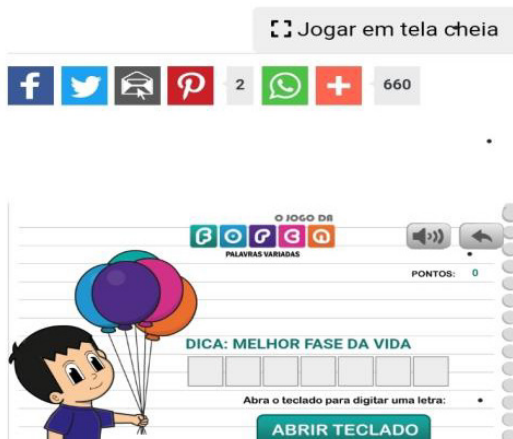 Jogar em tela cheia
2
660
O JOGO DA
FORCA
PALAVRAS VARIADAS
PONTOS: 0
DICA: MELHOR FASE DA VIDA
Abra o teclado para digitar uma letra:
ABRIR TECLADO